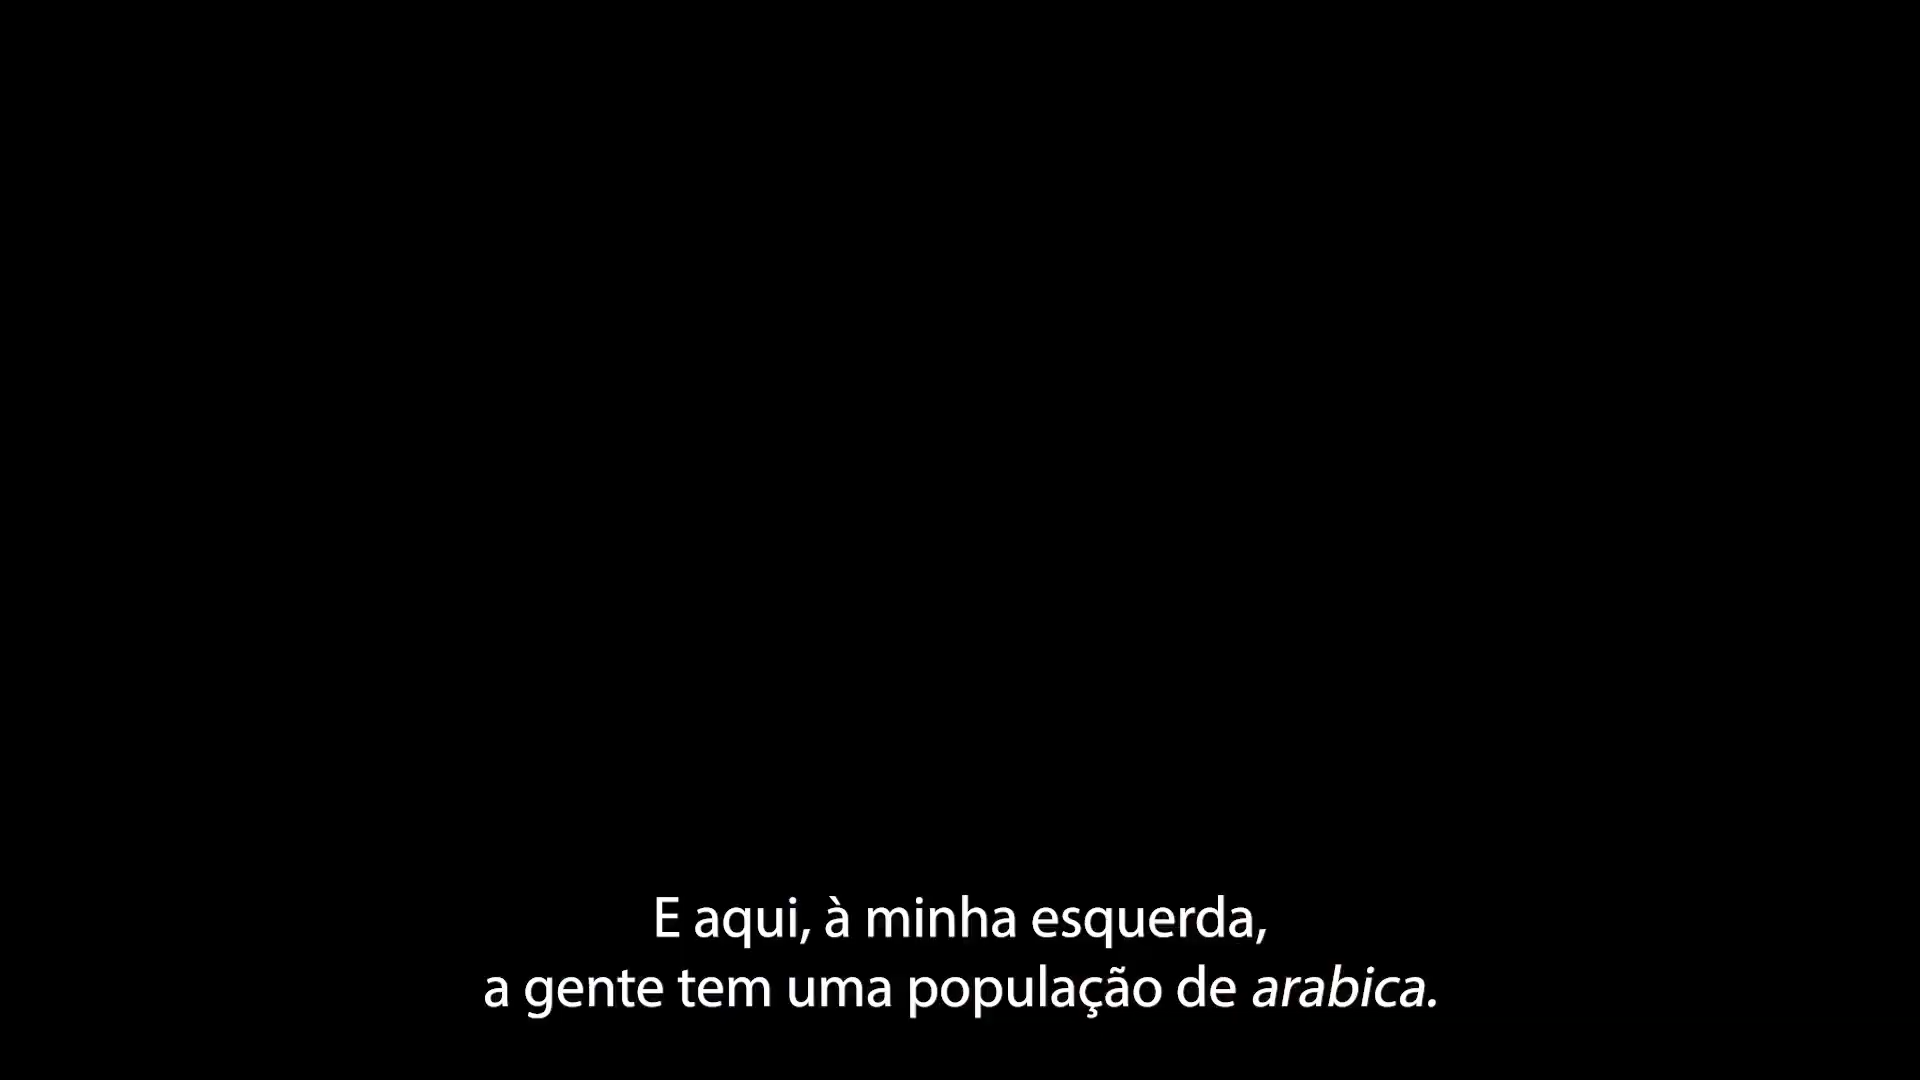 E aqui, à minha esquerda,
a gente tem uma população de arabica.